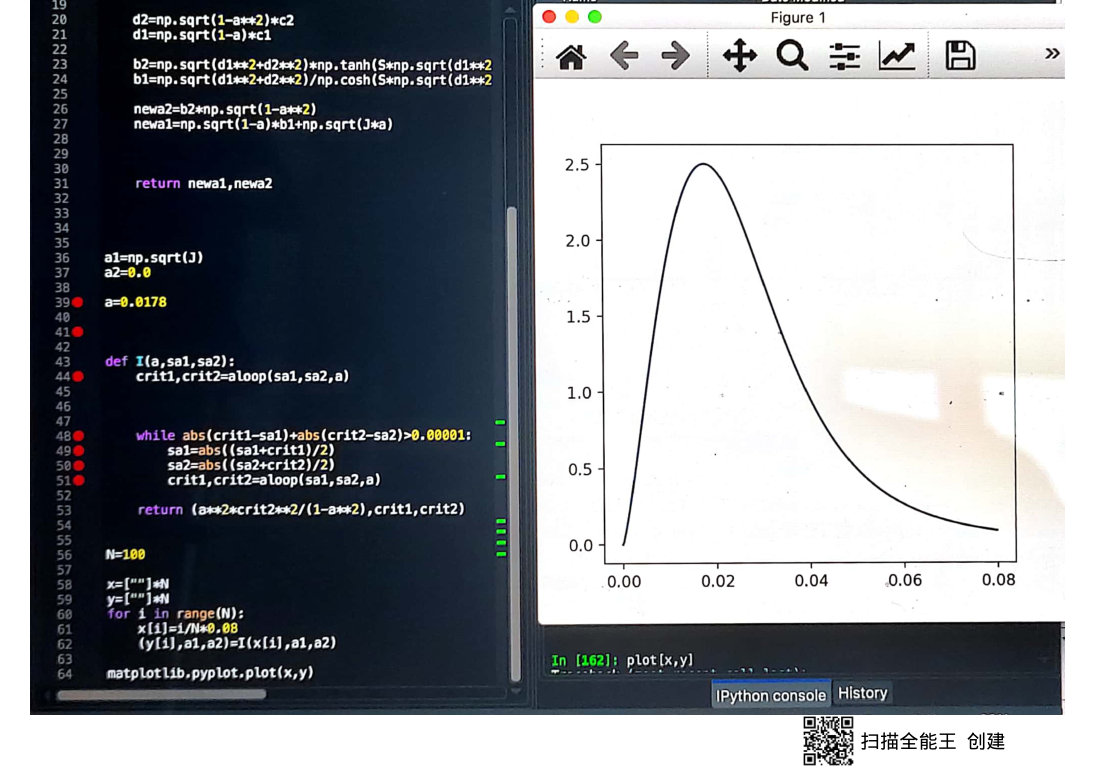 19
20 d2=np.sqrt(1-a**2)*c2
21 d1=np.sqrt(1-a)*c1
22
23 b2=np.sqrt(d1**2+d2**2)*np.tanh(S*np.sqrt(d1**2
24 b1=np.sqrt(d1**2+d2**2)/np.cosh(S*np.sqrt(d1**2
25
26 newa2=b2*np.sqrt(1-a**2)
27 newa1=np.sqrt(1-a)*b1+np.sqrt(J*a)
28
29
30
31 return newa1,newa2
32
33
34
35
36 a1=np.sqrt(J)
37 a2=0.0
38
39 a=0.0178
40
41
42
43 def I(a,sa1,sa2):
44 crit1,crit2=aloop(sa1,sa2,a)
45
46
47
48 while abs(crit1-sa1)+abs(crit2-sa2)>0.00001:
49 sa1=abs((sa1+crit1)/2)
50 sa2=abs((sa2+crit2)/2)
51 crit1,crit2=aloop(sa1,sa2,a)
52
53 return (a**2*crit2**2/(1-a**2),crit1,crit2)
54
55
56 N=100
57
58 x=[""]*N
59 y=[""]*N
60 for i in range(N):
61 x[i]=i/N*0.08
62 (y[i],a1,a2)=I(x[i],a1,a2)
63
64 matplotlib.pyplot.plot(x,y)
Figure 1
»
2.5
2.0
1.5
1.0
0.5
0.0
0.00 0.02 0.04 0.06 0.08
In [162]: plot[x,y]
IPython console History
扫描全能王 创建